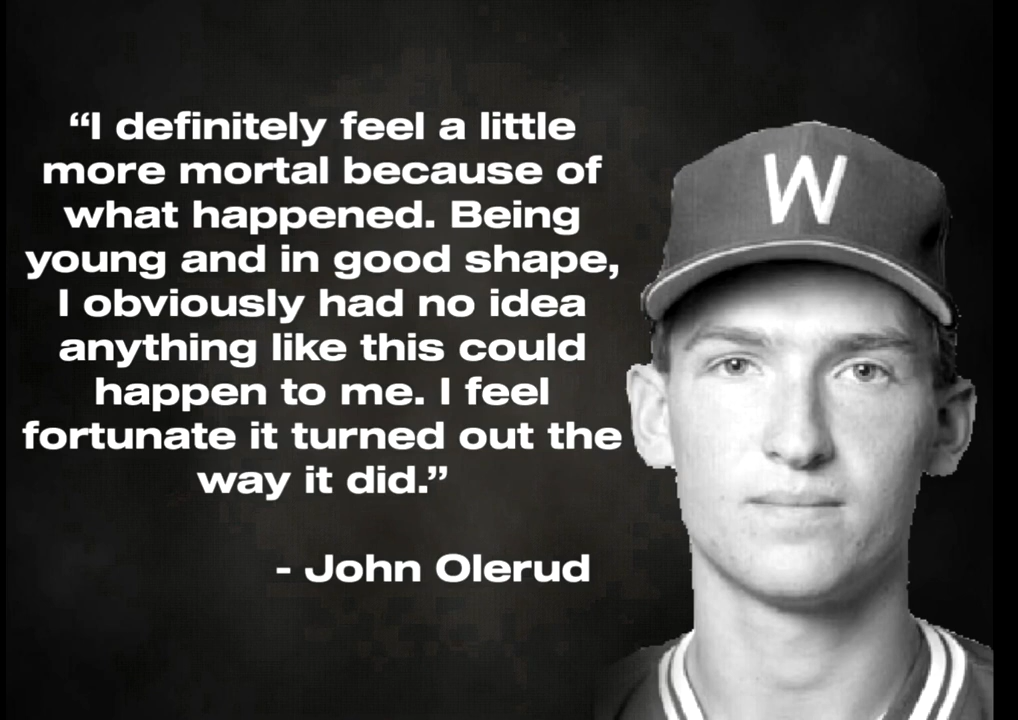 “I definitely feel a little
more mortal because of
what happened. Being
young and in good shape,
I obviously had no idea
anything like this could
happen to me. I feel
fortunate it turned out the
way it did.”
- John Olerud
W